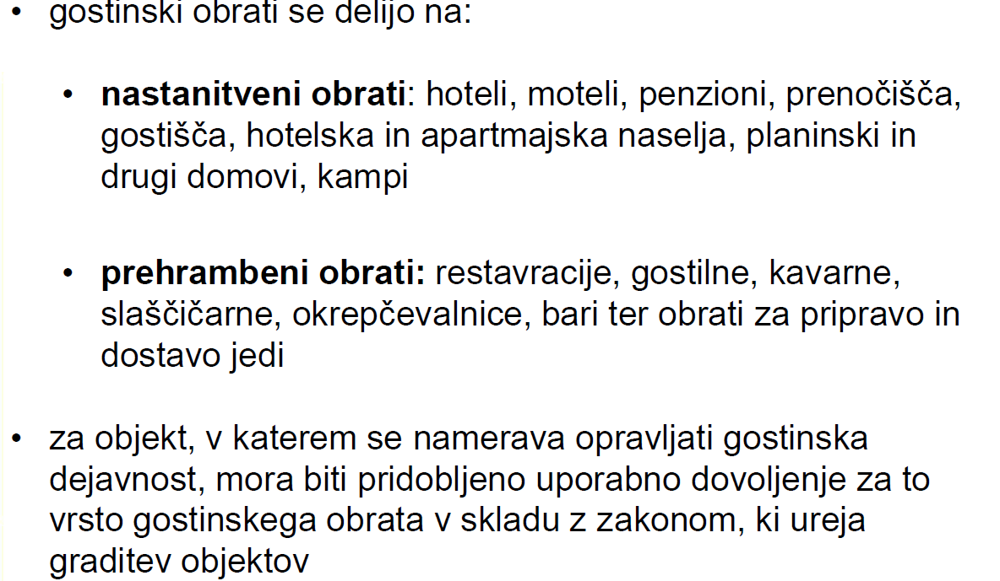 • gostinski obrati se delijo na:
• nastanitveni obrati: hoteli, moteli, penzioni, prenočišča,
gostišča, hotelska in apartmajska naselja, planinski in
drugi domovi, kampi
• prehrambeni obrati: restavracije, gostilne, kavarne,
slaščičarne, okrepčevalnice, bari ter obrati za pripravo in
dostavo jedi
• za objekt, v katerem se namerava opravljati gostinska
dejavnost, mora biti pridobljeno uporabno dovoljenje za to
vrsto gostinskega obrata v skladu z zakonom, ki ureja
graditev objektov